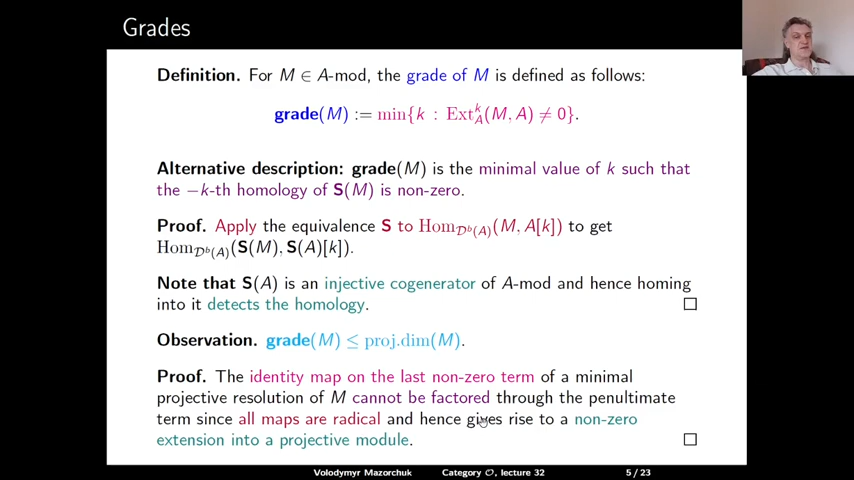 Grades
Definition. For M ∈ A-mod, the grade of M is defined as follows:
grade(M) := min{k : Ext^k_A(M, A) ≠ 0}.
Alternative description: grade(M) is the minimal value of k such that
the −k-th homology of S(M) is non-zero.
Proof. Apply the equivalence S to Hom_{D^b(A)}(M, A[k]) to get
Hom_{D^b(A)}(S(M), S(A)[k]).
Note that S(A) is an injective cogenerator of A-mod and hence homing
into it detects the homology. □
Observation. grade(M) ≤ proj.dim(M).
Proof. The identity map on the last non-zero term of a minimal
projective resolution of M cannot be factored through the penultimate
term since all maps are radical and hence gives rise to a non-zero
extension into a projective module. □
Volodymyr Mazorchuk Category O, lecture 32 5 / 23